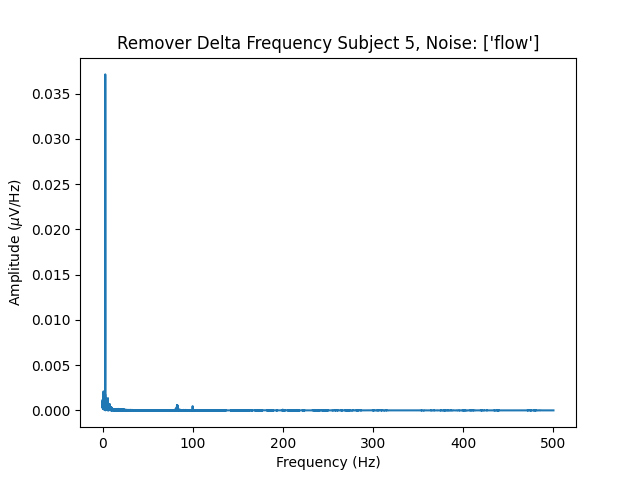 Remover Delta Frequency Subject 5, Noise: ['flow']
0.035
0.030
0.025
0.020
0.015
0.010
0.005
0.000
Amplitude (μV/Hz)
0 100 200 300 400 500
Frequency (Hz)